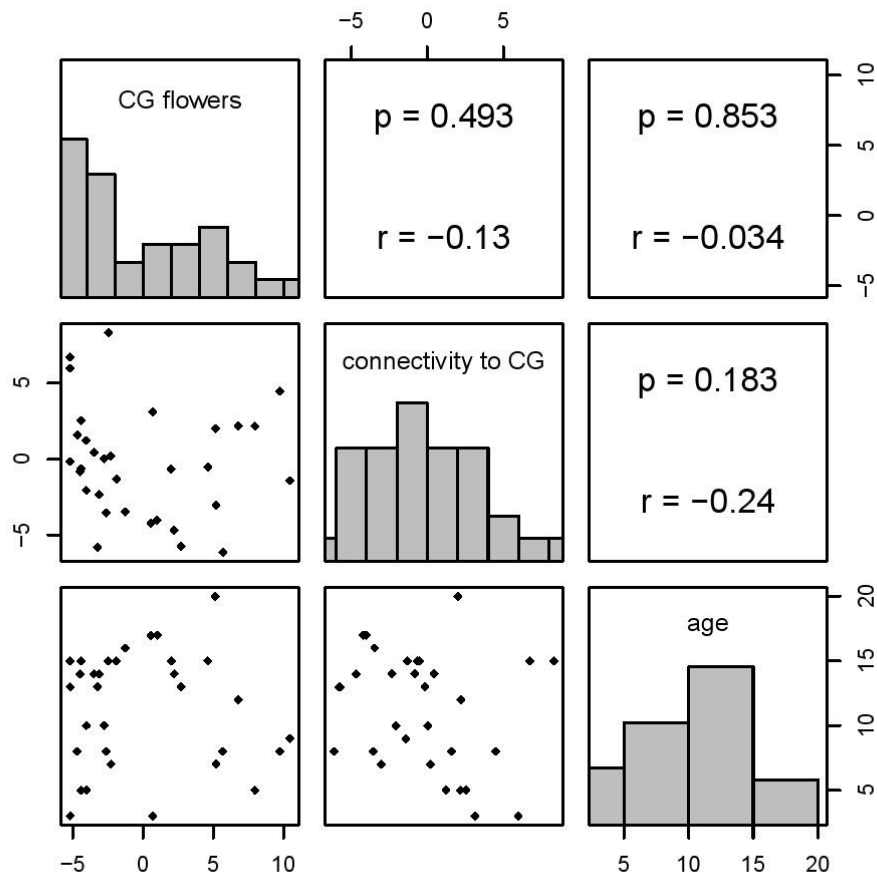 −5 0 5
CG flowers
p = 0.493
r = −0.13
p = 0.853
r = −0.034
10
5
0
−5
5
0
−5
connectivity to CG
p = 0.183
r = −0.24
age
20
15
10
5
−5 0 5 10
5 10 15 20